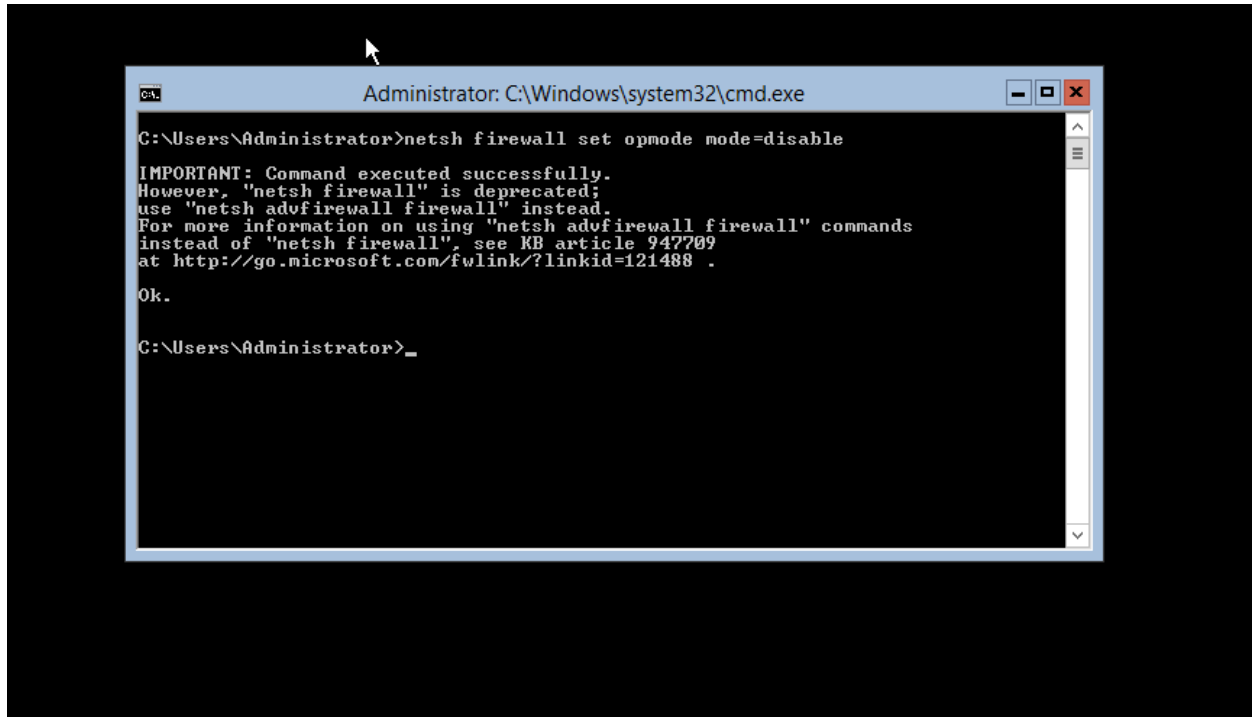 Administrator: C:\Windows\system32\cmd.exe
C:\Users\Administrator>netsh firewall set opmode mode=disable
IMPORTANT: Command executed successfully.
However, "netsh firewall" is deprecated;
use "netsh advfirewall firewall" instead.
For more information on using "netsh advfirewall firewall" commands
instead of "netsh firewall", see KB article 947709
at http://go.microsoft.com/fwlink/?linkid=121488 .
Ok.
C:\Users\Administrator>_